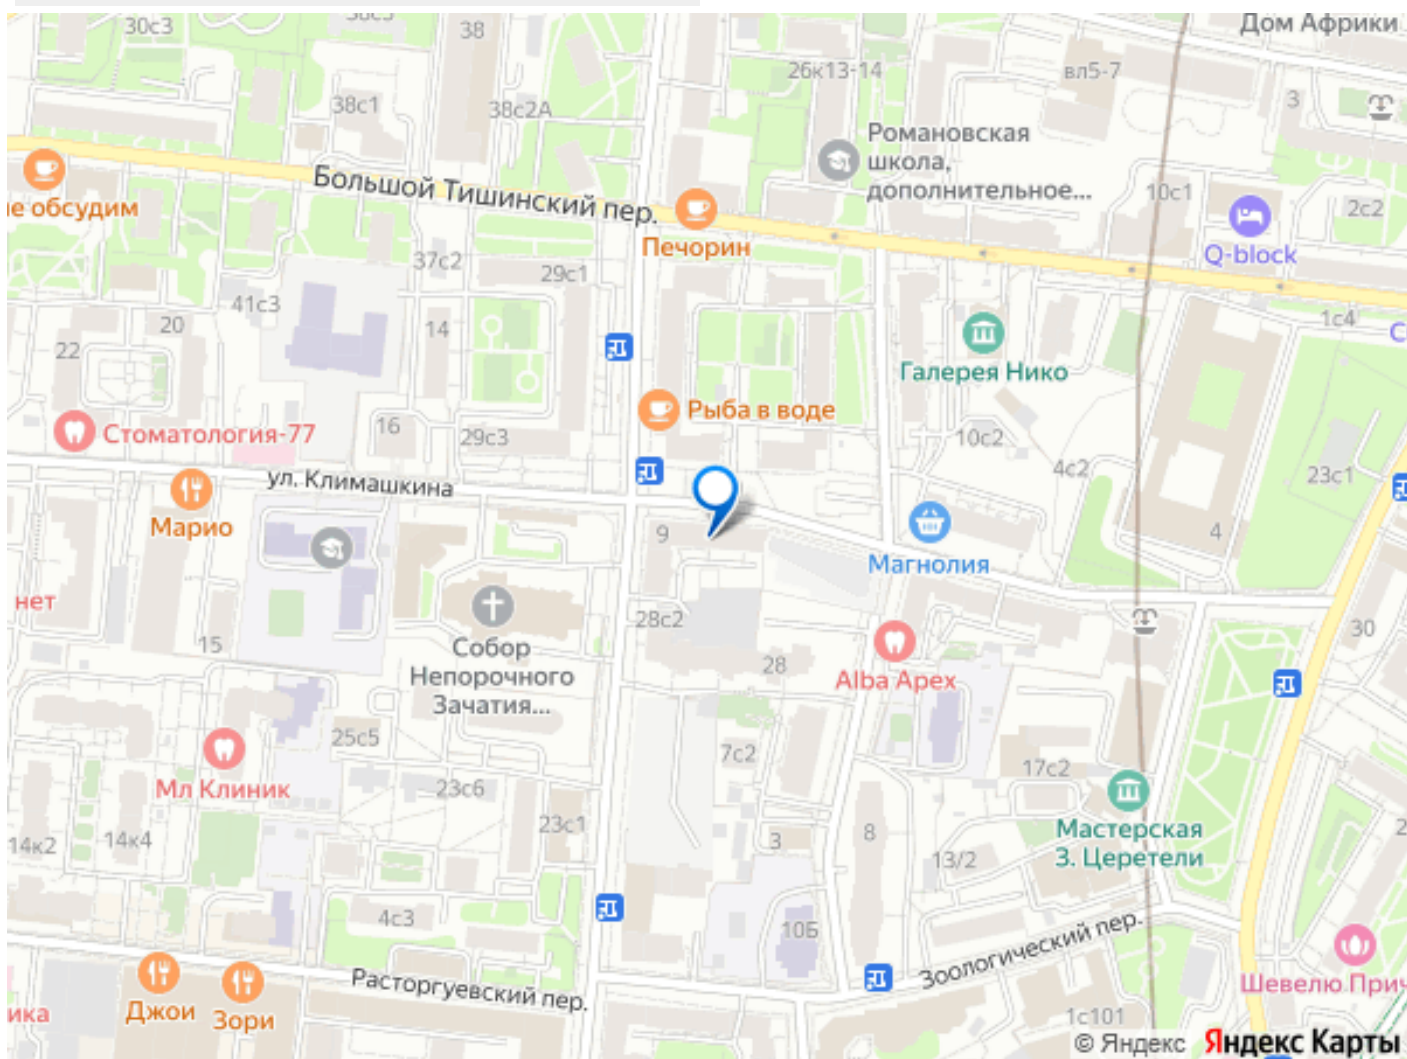 Дом Африки
30с3
38
26к13-14
вл5-7
38с1
38с2А
3
Романовская
школа,
дополнительное...
Большой Тишинский пер.
10с1
2с2
е обсудим
Печорин
Q-block
37с2
29с1
41с3
20
14
1с4
22
Галерея Нико
Рыба в воде
Стоматология-77
16
29с3
10с2
4с2
23с1
ул. Климашкина
Марио
9
Магнолия
4
нет
28с2
15
Собор
Непорочного
Зачатия...
28
Alba Apex
30
25с5
7с2
17с2
Мл Клиник
23с6
14к2
14к4
23с1
3
8
13/2
Мастерская
З. Церетели
4с3
10Б
Зоологический пер.
Расторгуевский пер.
Шевелю Прич
ика
Джои
Зори
1с101
© Яндекс
Яндекс Карты